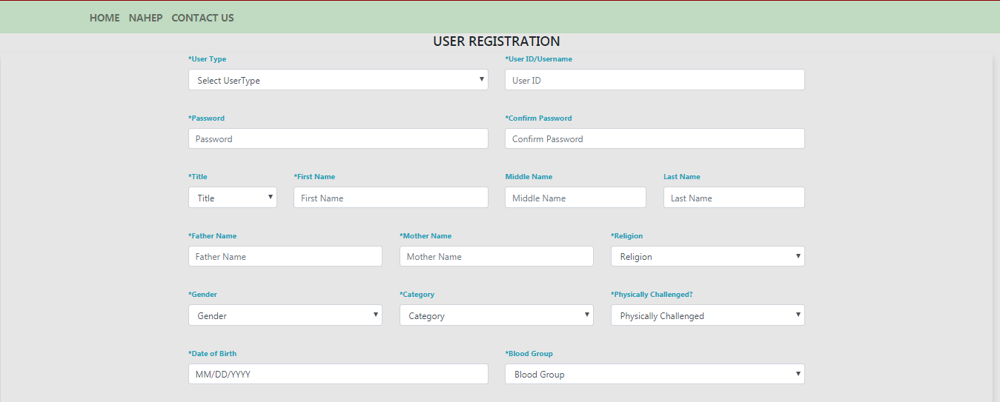 HOME NAHEP CONTACT US
USER REGISTRATION
*User Type *User ID/Username
Select UserType User ID
*Password *Confirm Password
Password Confirm Password
*Title *First Name Middle Name Last Name
Title First Name Middle Name Last Name
*Father Name *Mother Name *Religion
Father Name Mother Name Religion
*Gender *Category *Physically Challenged?
Gender Category Physically Challenged
*Date of Birth *Blood Group
MM/DD/YYYY Blood Group